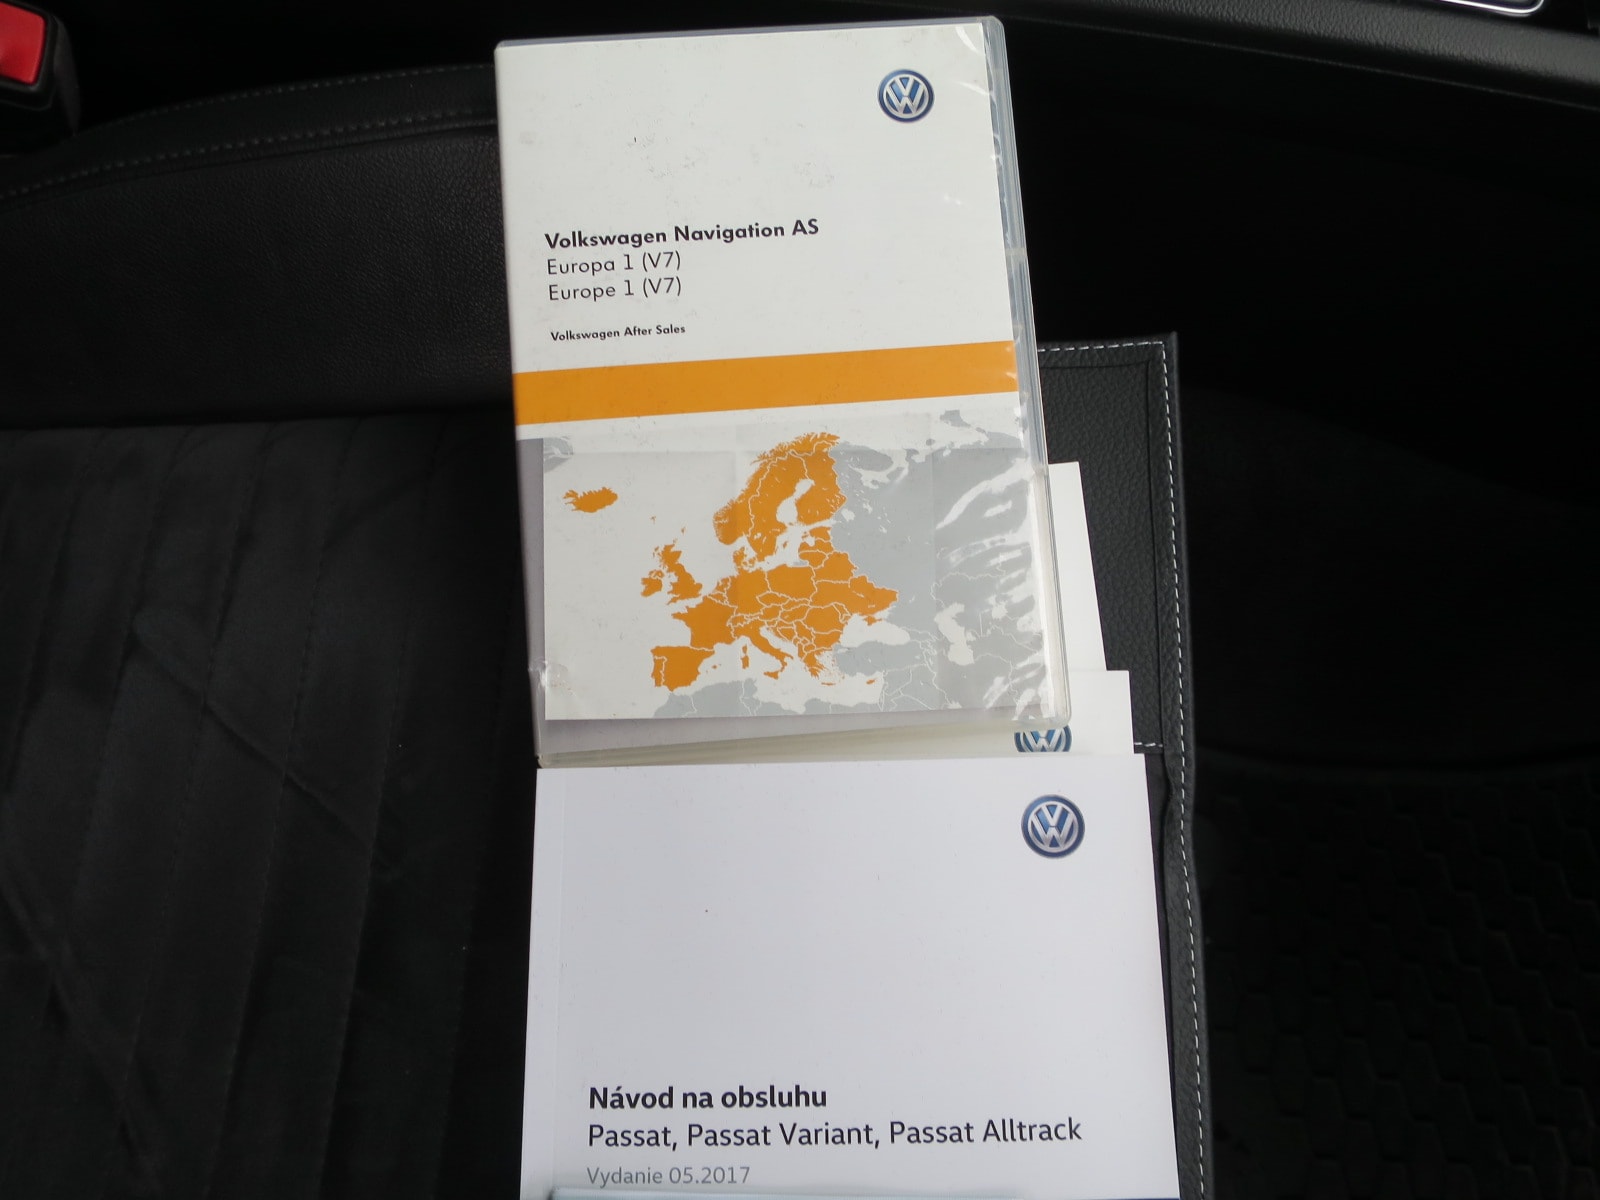 Volkswagen Navigation AS
Europa 1 (V7)
Europe 1 (V7)
Volkswagen After Sales
Návod na obsluhu
Passat, Passat Variant, Passat Alltrack
Vydanie 05.2017